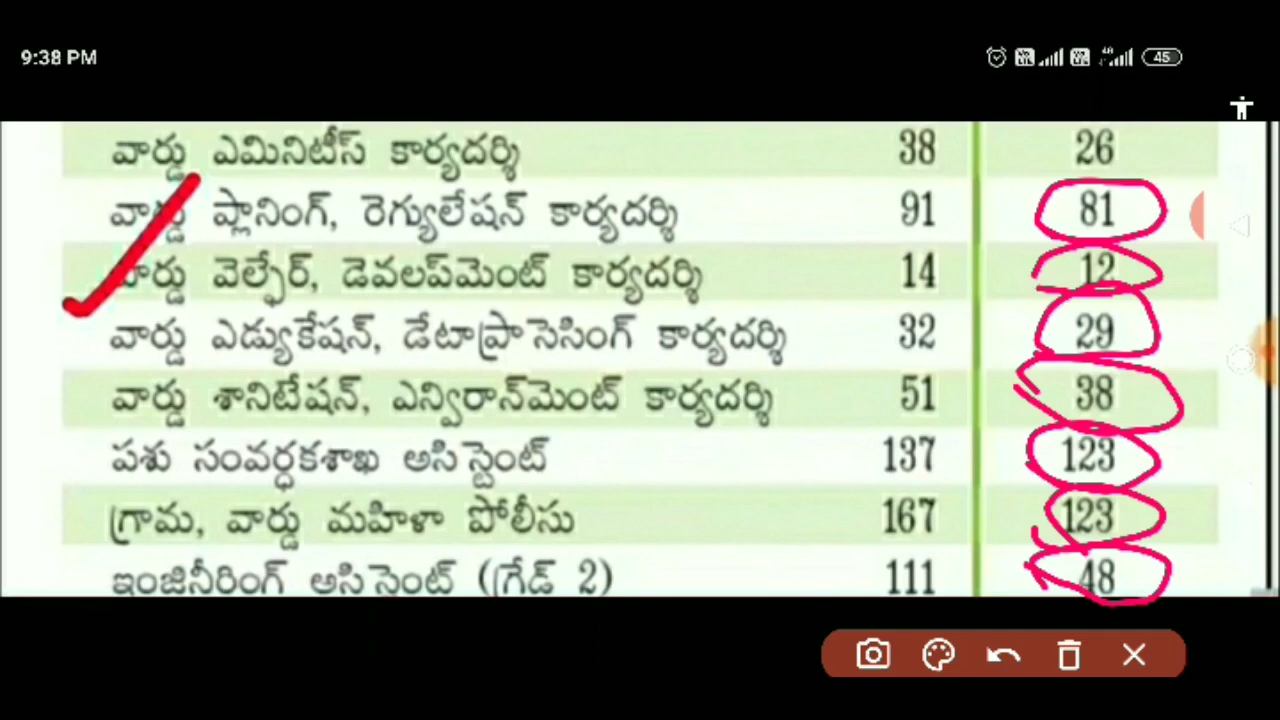 9:38 PM 45
వార్డు ఎమినిటీస్ కార్యదర్శి 38 26
వార్డు ప్లానింగ్, రెగ్యులేషన్ కార్యదర్శి 91 81
వార్డు వెల్ఫేర్, డెవలప్‌మెంట్ కార్యదర్శి 14 12
వార్డు ఎడ్యుకేషన్, డేటాప్రాసెసింగ్ కార్యదర్శి 32 29
వార్డు శానిటేషన్, ఎన్విరాన్‌మెంట్ కార్యదర్శి 51 38
పశు సంవర్ధకశాఖ అసిస్టెంట్ 137 123
గ్రామ, వార్డు మహిళా పోలీసు 167 123
ఇంజినీరింగ్ అసిసెంట్ (గ్రేడ్ 2) 111 48